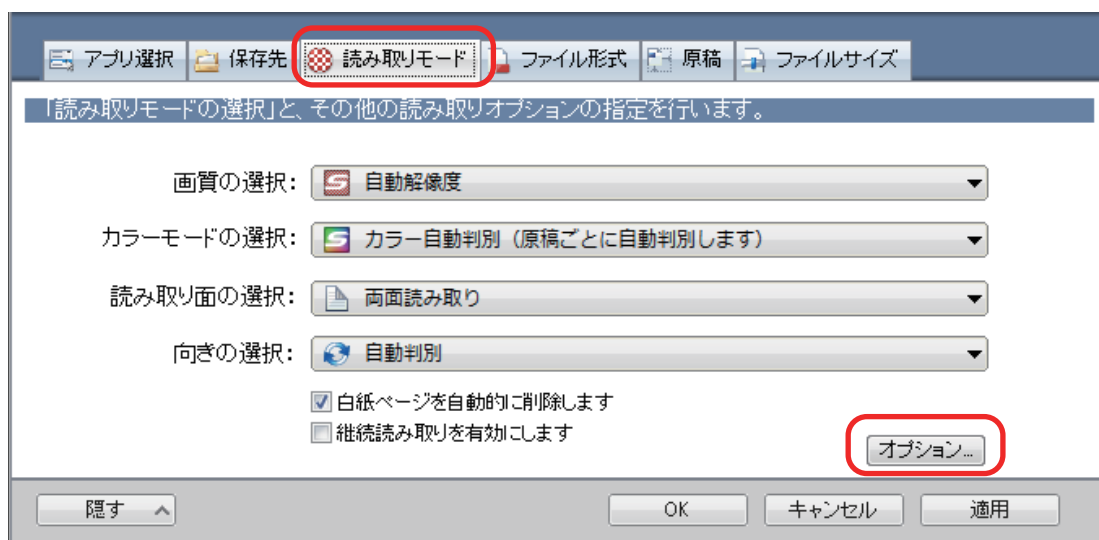 アプリ選択 保存先 読み取りモード ファイル形式 原稿 ファイルサイズ
「読み取りモードの選択」と、その他の読み取りオプションの指定を行います。
画質の選択: 自動解像度
カラーモードの選択: カラー自動判別（原稿ごとに自動判別します）
読み取り面の選択: 両面読み取り
向きの選択: 自動判別
白紙ページを自動的に削除します
継続読み取りを有効にします
オプション...
隠す OK キャンセル 適用